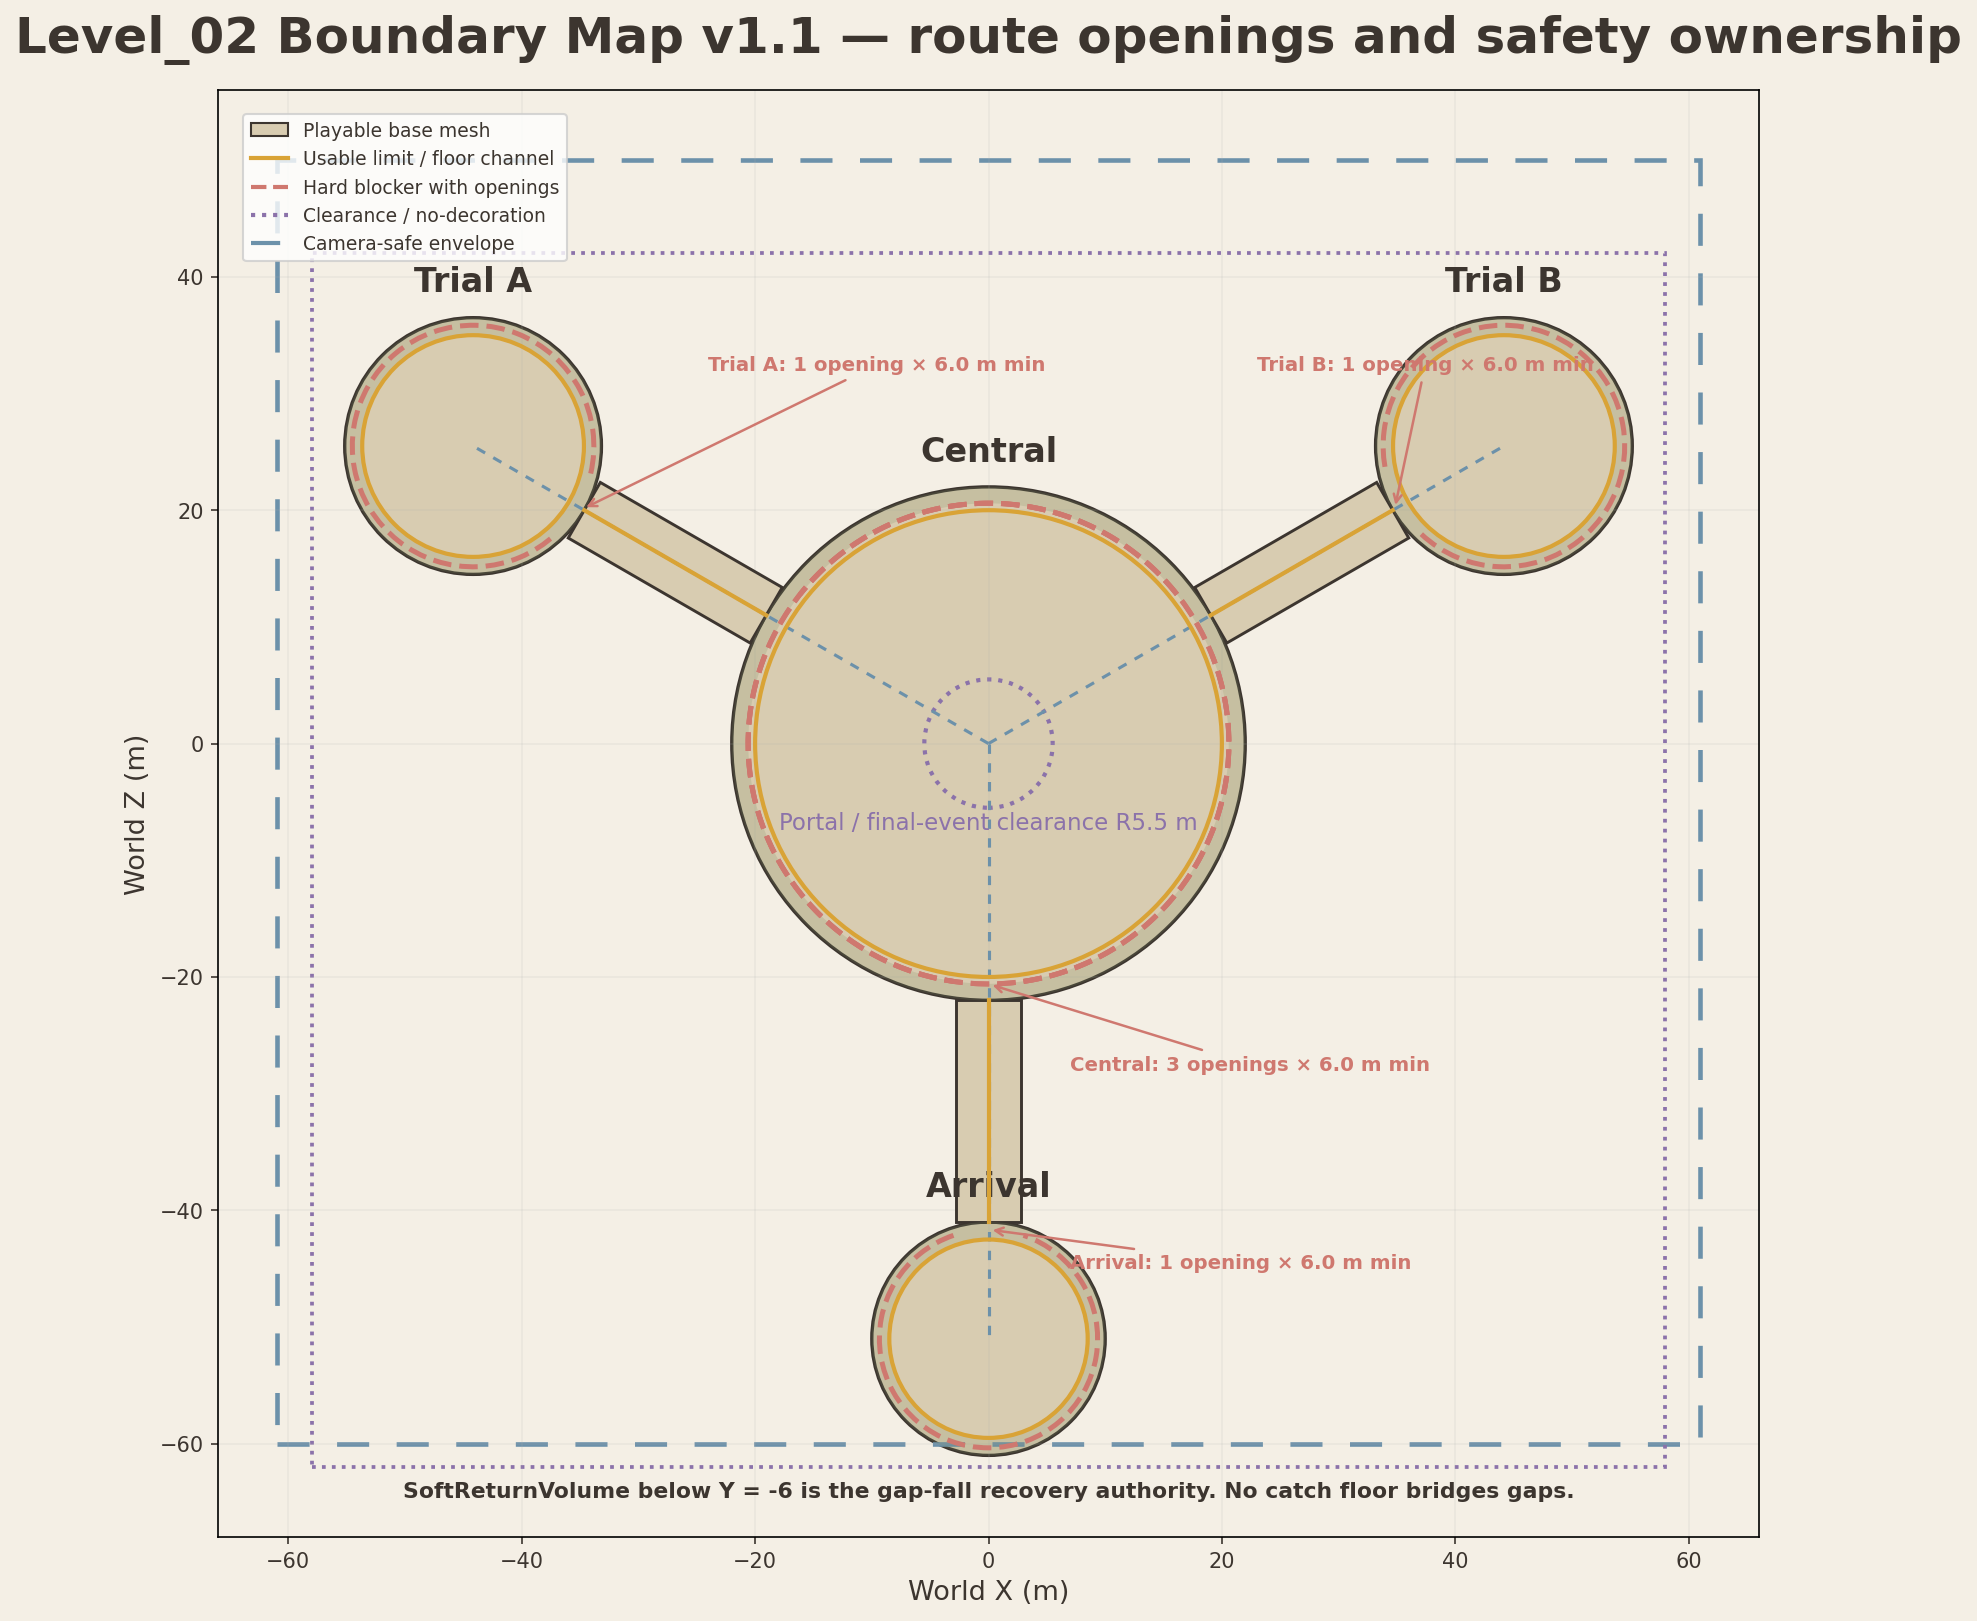 Level_02 Boundary Map v1.1 — route openings and safety ownership
Playable base mesh
Usable limit / floor channel
Hard blocker with openings
Clearance / no-decoration
Camera-safe envelope
Trial A
Trial B
Trial A: 1 opening × 6.0 m min
Trial B: 1 opening × 6.0 m min
Central
Portal / final-event clearance R5.5 m
Central: 3 openings × 6.0 m min
Arrival
Arrival: 1 opening × 6.0 m min
SoftReturnVolume below Y = -6 is the gap-fall recovery authority. No catch floor bridges gaps.
40
20
0
−20
−40
−60
World Z (m)
−60 −40 −20 0 20 40 60
World X (m)